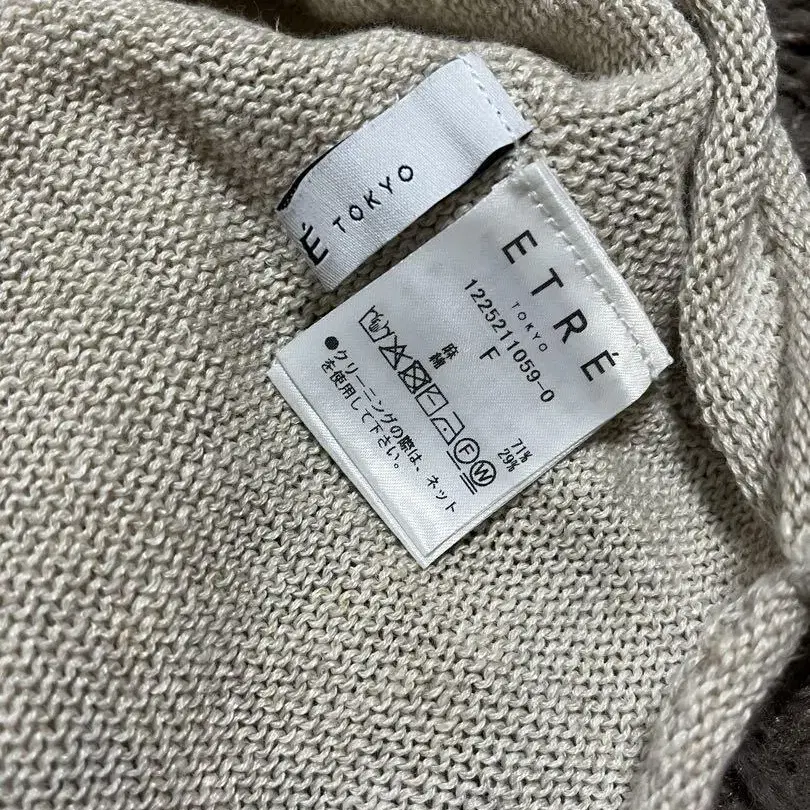 É
TOKYO
ETRÉ
TOKYO
1225211059-0
F
麻 71%
綿 29%
F W
●クリーニングの際は、ネット
を使用して下さい。